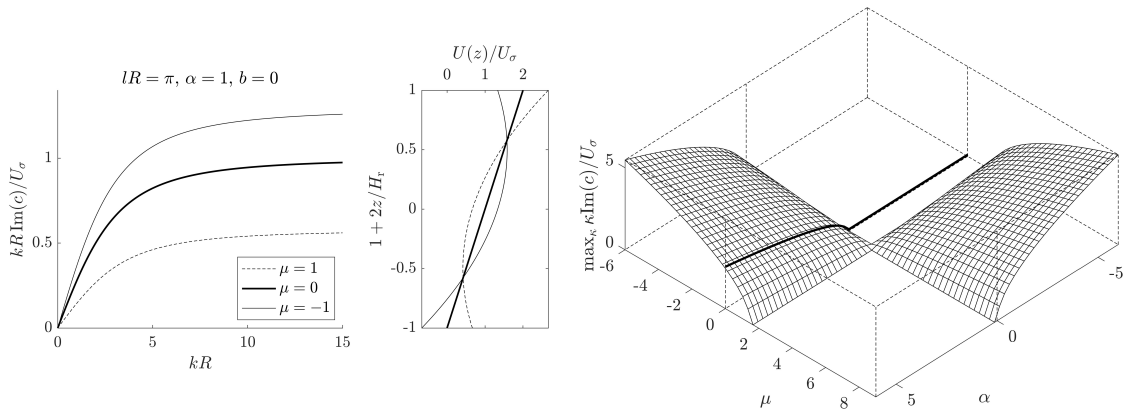 lR = π, α = 1, b = 0
1
0.5
0
kR Im(c)/U_σ
0
5
10
15
kR
μ = 1
μ = 0
μ = −1
U(z)/U_σ
0
1
2
1
0.5
0
-0.5
-1
1 + 2z/H_r
max_κ κIm(c)/U_σ
5
0
-6
-4
-2
0
2
4
6
8
μ
5
0
-5
α